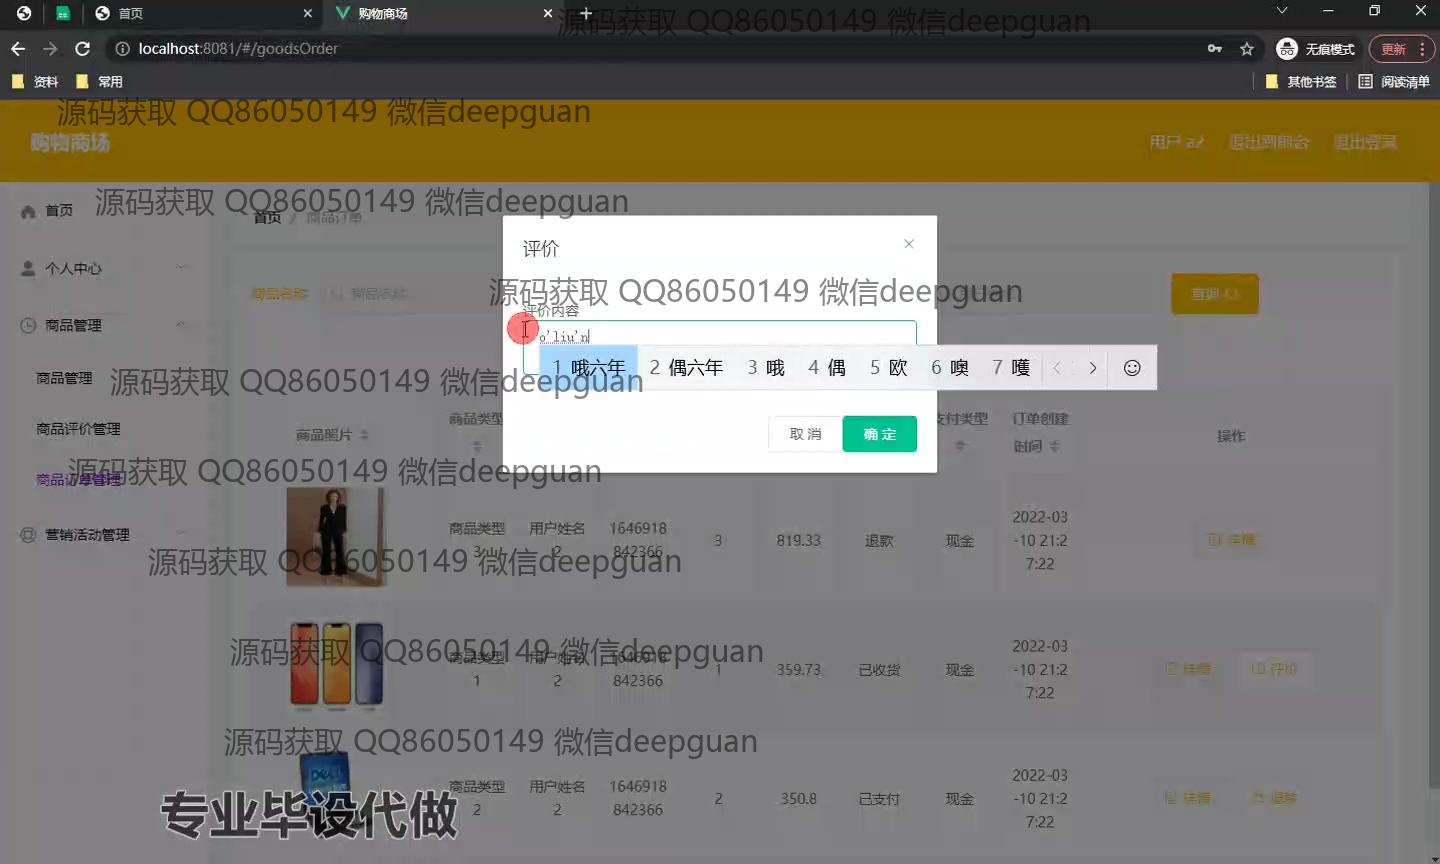 首页
购物商场
源码获取 QQ86050149 微信deepguan
localhost:8081/#/goodsOrder
无痕模式
更新
资料
常用
其他书签
阅读清单
源码获取 QQ86050149 微信deepguan
购物商场
用户 a2
退出到前台
退出登录
源码获取 QQ86050149 微信deepguan
首页
首页 / 商品订单
评价
个人中心
商品名称
商品名称
源码获取 QQ86050149 微信deepguan
查询
评价内容
商品管理
o'liu'n
1 哦六年 2 偶六年 3 哦 4 偶 5 欧 6 噢 7 嚄
商品管理
源码获取 QQ86050149 微信deepguan
商品评价管理
取消
确定
商品照片
商品类型
支付类型
订单创建时间
操作
商品订单管理
源码获取 QQ86050149 微信deepguan
营销活动管理
商品类型3
用户姓名2
1646918842366
3
819.33
退款
现金
2022-03-10 21:27:22
详情
源码获取 QQ86050149 微信deepguan
商品类型1
用户姓名2
1646918842366
1
359.73
已收货
现金
2022-03-10 21:27:22
详情
评价
源码获取 QQ86050149 微信deepguan
源码获取 QQ86050149 微信deepguan
DELL
商品类型2
用户姓名2
1646918842366
2
350.8
已支付
现金
2022-03-10 21:27:22
详情
退款
专业毕设代做